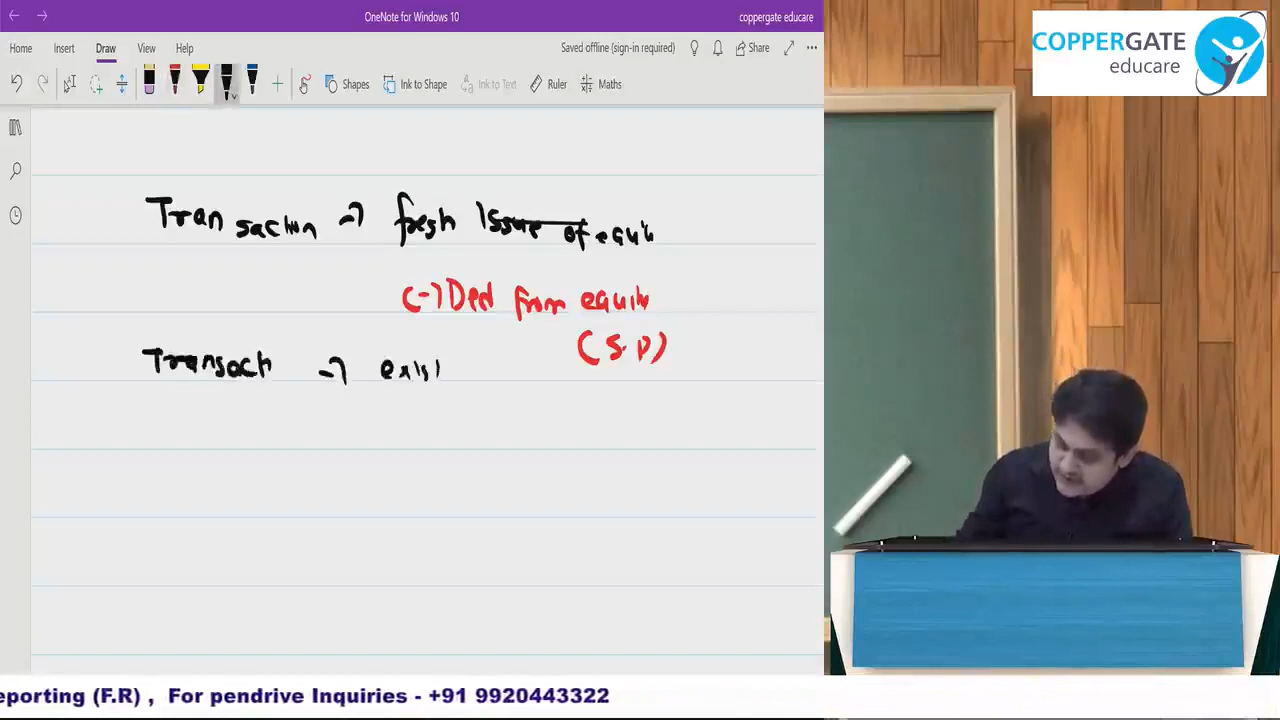 OneNote for Windows 10
coppergate educare
Home Insert Draw View Help
Saved offline (sign-in required)
Share
Shapes Ink to Shape Ink to Text Ruler Maths
COPPERGATE
educare
Transaction → fresh Issue of equi
(-) Ded from equity
(S.P)
Transact → exist
eporting (F.R) , For pendrive Inquiries - +91 9920443322